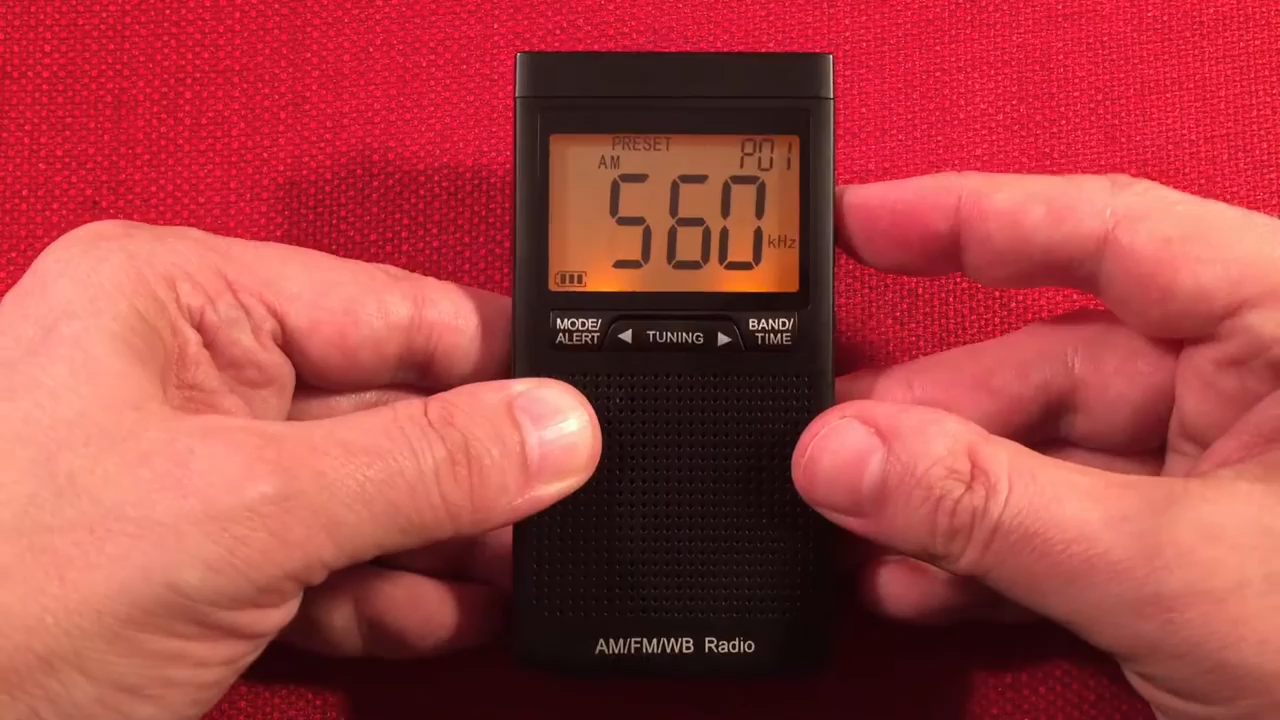 PRESET P01
AM
560 kHz
MODE/ALERT
◀ TUNING ▶
BAND/TIME
AM/FM/WB Radio